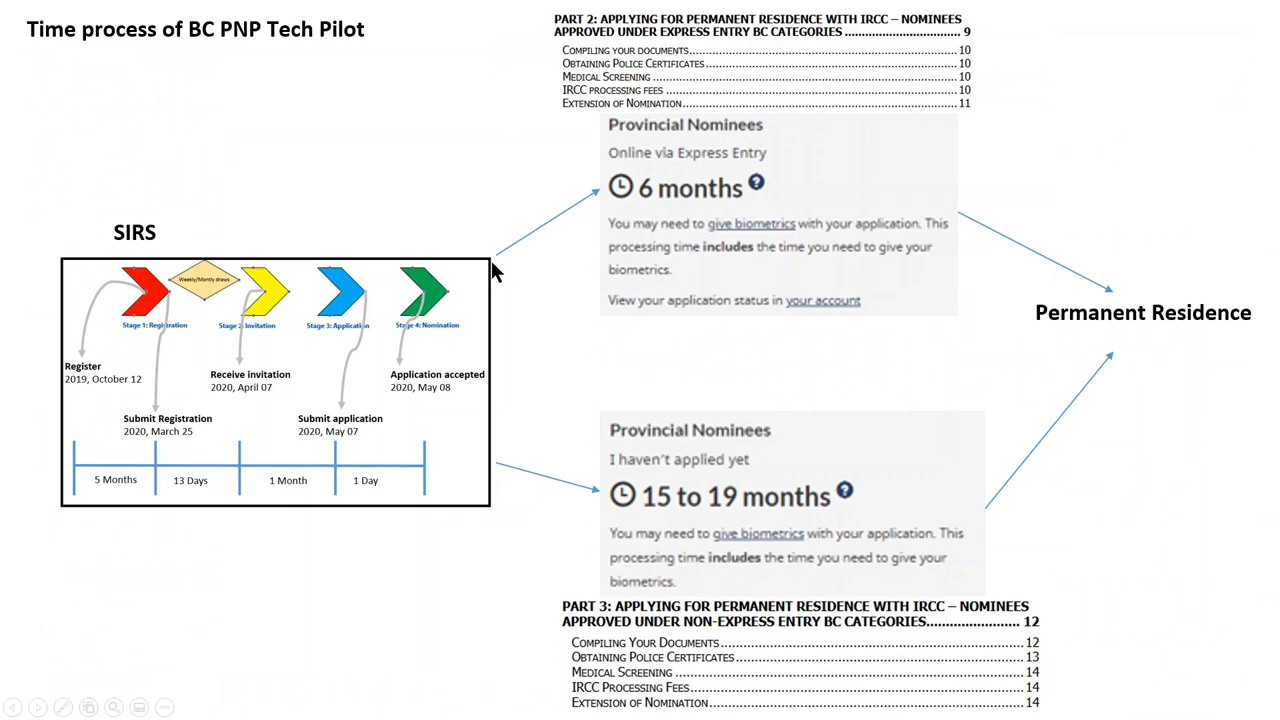 Time process of BC PNP Tech Pilot
PART 2: APPLYING FOR PERMANENT RESIDENCE WITH IRCC – NOMINEES
APPROVED UNDER EXPRESS ENTRY BC CATEGORIES .................................... 9
COMPILING YOUR DOCUMENTS.................................................................................... 10
OBTAINING POLICE CERTIFICATES................................................................................ 10
MEDICAL SCREENING ................................................................................................ 10
IRCC PROCESSING FEES ............................................................................................ 10
EXTENSION OF NOMINATION...................................................................................... 11
Provincial Nominees
Online via Express Entry
6 months ?
You may need to give biometrics with your application. This
processing time includes the time you need to give your
biometrics.
View your application status in your account
SIRS
Weekly/Montly draws
Stage 1: Registration
Stage 2: Invitation
Stage 3: Application
Stage 4: Nomination
Register
2019, October 12
Receive invitation
2020, April 07
Application accepted
2020, May 08
Submit Registration
2020, March 25
Submit application
2020, May 07
5 Months
13 Days
1 Month
1 Day
Permanent Residence
Provincial Nominees
I haven't applied yet
15 to 19 months ?
You may need to give biometrics with your application. This
processing time includes the time you need to give your
biometrics.
PART 3: APPLYING FOR PERMANENT RESIDENCE WITH IRCC – NOMINEES
APPROVED UNDER NON-EXPRESS ENTRY BC CATEGORIES........................... 12
COMPILING YOUR DOCUMENTS.................................................................................... 12
OBTAINING POLICE CERTIFICATES................................................................................ 13
MEDICAL SCREENING ................................................................................................ 14
IRCC PROCESSING FEES............................................................................................. 14
EXTENSION OF NOMINATION...................................................................................... 14